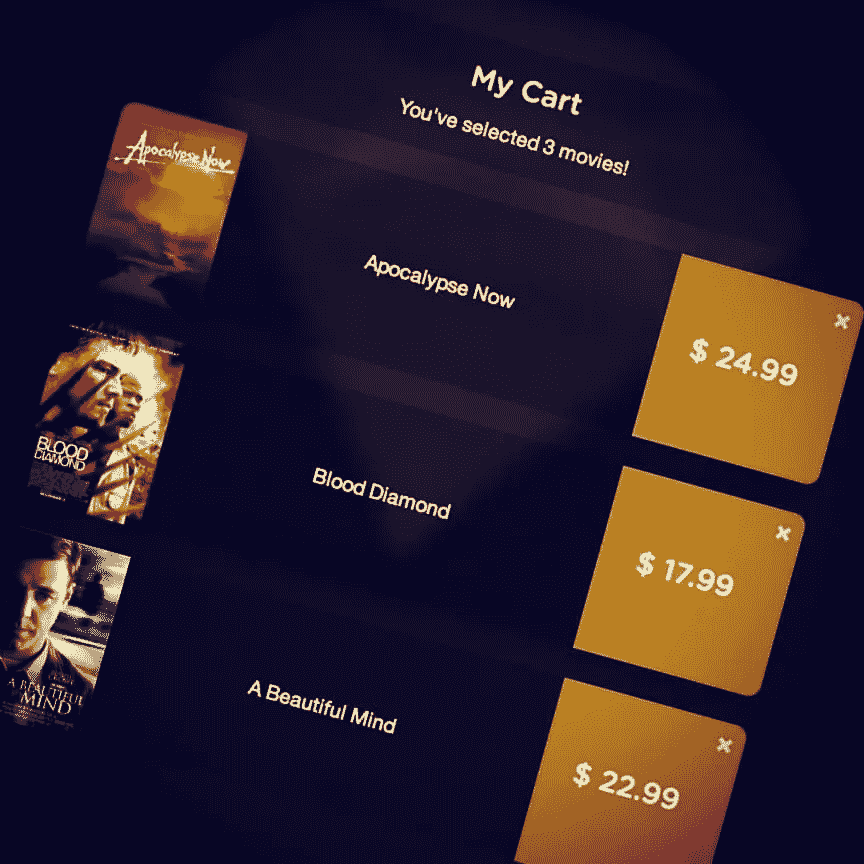 My Cart
You've selected 3 movies!
Apocalypse Now
Apocalypse Now
$ 24.99
BLOOD
DIAMOND
Blood Diamond
$ 17.99
A BEAUTIFUL
MIND
A Beautiful Mind
$ 22.99